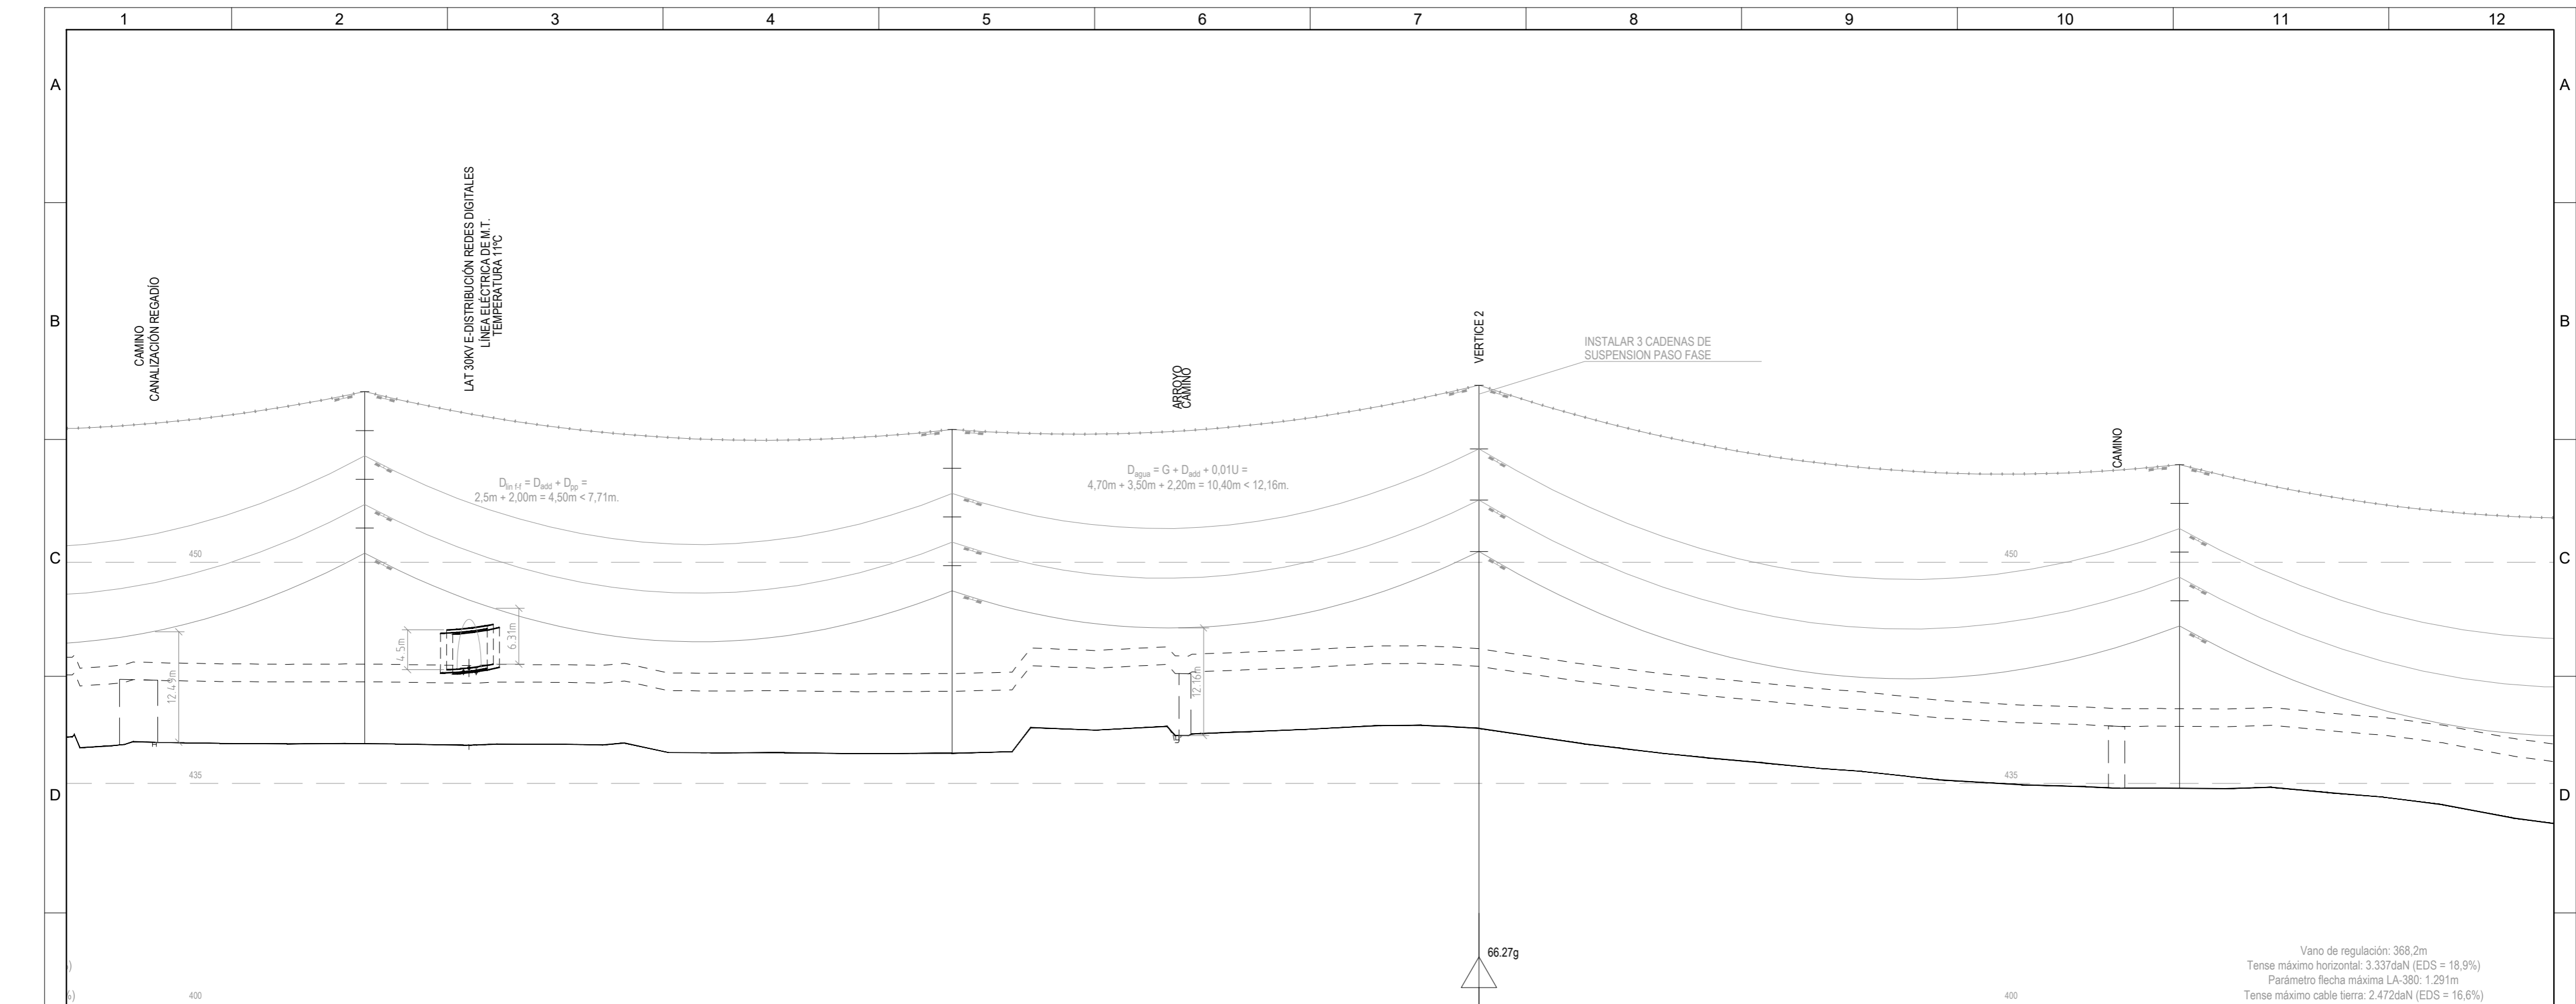 1 2 3 4 5 6 7 8 9 10 11 12
A A
LAT 30KV E-DISTRIBUCIÓN REDES DIGITALES
LÍNEA ELÉCTRICA DE M.T.
TEMPERATURA 11ºC
CAMINO
CANALIZACIÓN REGADÍO
B B
VERTICE 2
INSTALAR 3 CADENAS DE
SUSPENSION PASO FASE
ARROYO
CAMINO
CAMINO
Dlin f-f = Dadd + Dpp =
2,5m + 2,00m = 4,50m < 7,71m.
Dagua = G + Dadd + 0,01U =
4,70m + 3,50m + 2,20m = 10,40m < 12,16m.
450 450
C C
4.5m
6.31m
12.49m
12.16m
435 435
D D
66.27g
Vano de regulación: 368,2m
Tense máximo horizontal: 3.337daN (EDS = 18,9%)
Parámetro flecha máxima LA-380: 1.291m
Tense máximo cable tierra: 2.472daN (EDS = 16,6%)
)
%)
400 400